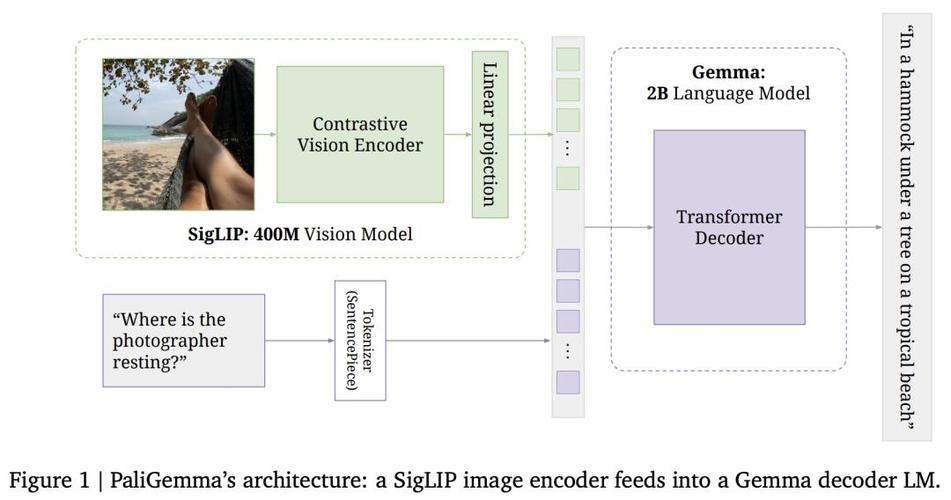 Contrastive
Vision Encoder
Linear projection
SigLIP: 400M Vision Model
“Where is the
photographer
resting?”
Tokenizer
(SentencePiece)
⋮
⋮
Gemma:
2B Language Model
Transformer
Decoder
“In a hammock under a tree on a tropical beach”
Figure 1 | PaliGemma’s architecture: a SigLIP image encoder feeds into a Gemma decoder LM.